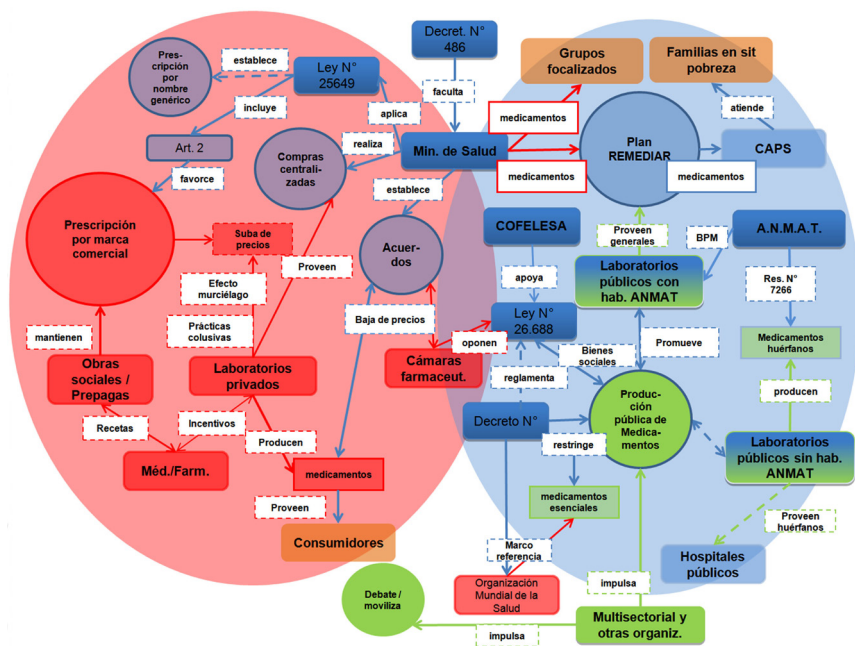 Decret. N°
486
Grupos
focalizados
Familias en sit
pobreza
Pres-
cripción
por
nombre
genérico
establece
Ley N°
25649
faculta
medicamentos
atiende
incluye
aplica
Art. 2
realiza
Min. de Salud
Plan
REMEDIAR
CAPS
Compras
centrali-
zadas
favorce
medicamentos
medicamentos
establece
Prescripción
por marca
comercial
Suba de
precios
Acuer-
dos
COFELESA
Proveen
generales
BPM
A.N.M.A.T.
Proveen
Laboratorios
públicos con
hab. ANMAT
apoya
Res. N°
7266
Efecto
murciélago
Ley N°
26.688
mantienen
Prácticas
colusivas
Baja de precios
oponen
Bienes
sociales
Promueve
Medicamentos
huérfanos
Obras
sociales /
Prepagas
Laboratorios
privados
Cámaras
farmaceut.
reglamenta
producen
Producción
pública de
Medica-
mentos
Recetas
Incentivos
Decreto N°
Producen
restringe
Laboratorios
públicos sin hab.
ANMAT
Méd./Farm.
medicamentos
medicamentos
esenciales
Proveen
Proveen
huérfanos
Consumidores
Marco
referencia
Hospitales
públicos
Organización
Mundial de la
Salud
impulsa
Debate /
moviliza
Multisectorial y
otras organiz.
impulsa